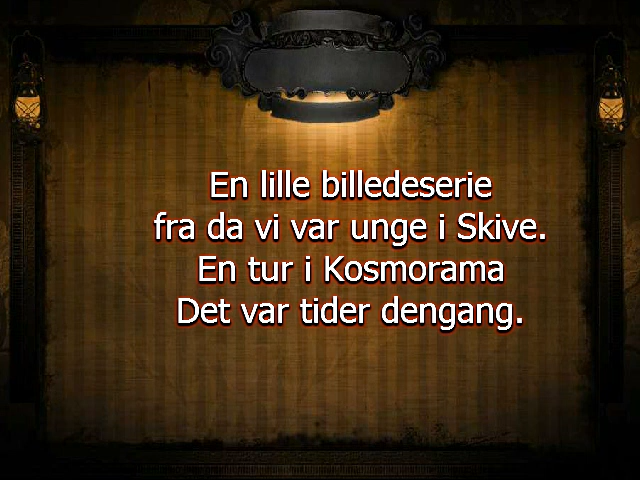 En lille billedeserie
fra da vi var unge i Skive.
En tur i Kosmorama
Det var tider dengang.